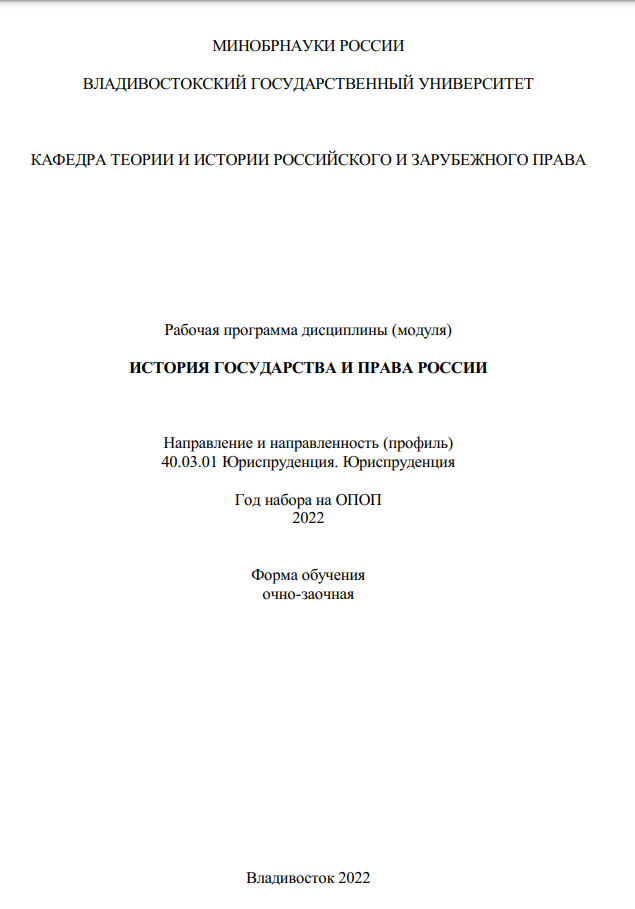 МИНОБРНАУКИ РОССИИ
ВЛАДИВОСТОКСКИЙ ГОСУДАРСТВЕННЫЙ УНИВЕРСИТЕТ
КАФЕДРА ТЕОРИИ И ИСТОРИИ РОССИЙСКОГО И ЗАРУБЕЖНОГО ПРАВА
Рабочая программа дисциплины (модуля)
ИСТОРИЯ ГОСУДАРСТВА И ПРАВА РОССИИ
Направление и направленность (профиль)
40.03.01 Юриспруденция. Юриспруденция
Год набора на ОПОП
2022
Форма обучения
очно-заочная
Владивосток 2022